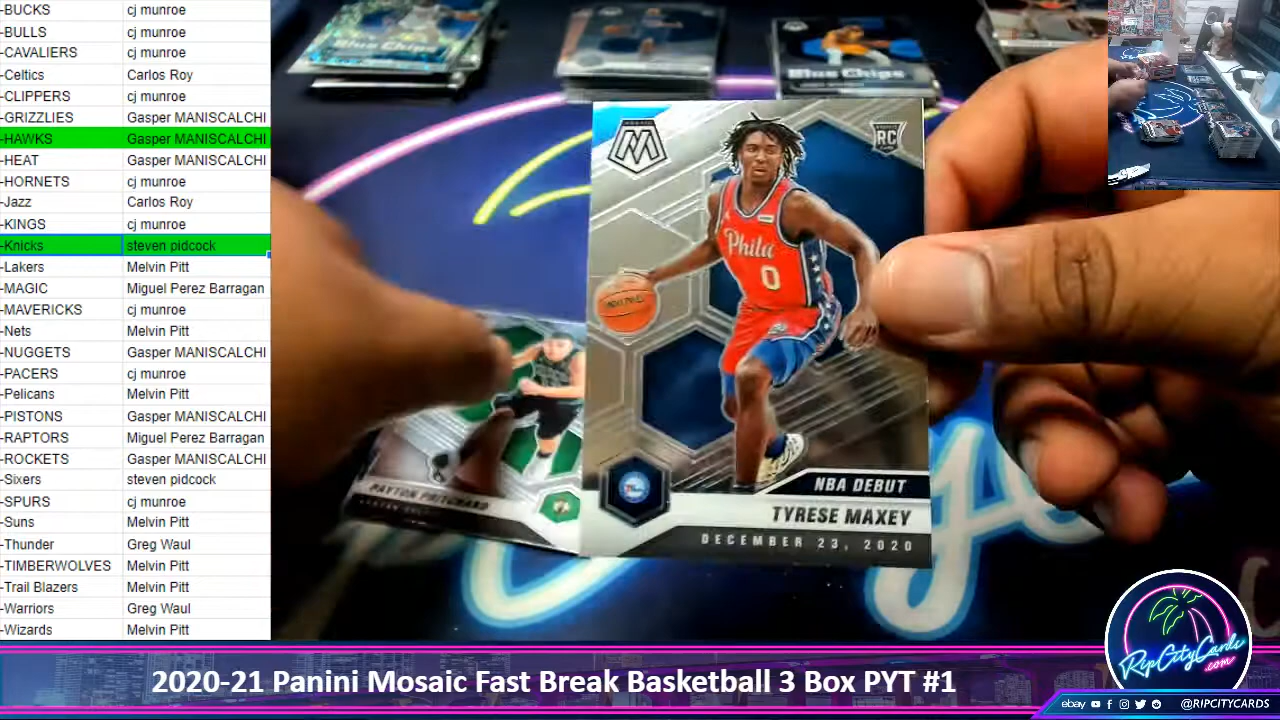 -BUCKS cj munroe
-BULLS cj munroe
-CAVALIERS cj munroe
-Celtics Carlos Roy
-CLIPPERS cj munroe
-GRIZZLIES Gasper MANISCALCHI
-HAWKS Gasper MANISCALCHI
-HEAT Gasper MANISCALCHI
-HORNETS cj munroe
-Jazz Carlos Roy
-KINGS cj munroe
-Knicks steven pidcock
-Lakers Melvin Pitt
-MAGIC Miguel Perez Barragan
-MAVERICKS cj munroe
-Nets Melvin Pitt
-NUGGETS Gasper MANISCALCHI
-PACERS cj munroe
-Pelicans Melvin Pitt
-PISTONS Gasper MANISCALCHI
-RAPTORS Miguel Perez Barragan
-ROCKETS Gasper MANISCALCHI
-Sixers steven pidcock
-SPURS cj munroe
-Suns Melvin Pitt
-Thunder Greg Waul
-TIMBERWOLVES Melvin Pitt
-Trail Blazers Melvin Pitt
-Warriors Greg Waul
-Wizards Melvin Pitt
Blue Chips
Blue Chips
MOSAIC
M
RC
Phila
0
NBA DEBUT
TYRESE MAXEY
DECEMBER 23, 2020
PAYTON PRITCHARD
RipCityCards
.com
2020-21 Panini Mosaic Fast Break Basketball 3 Box PYT #1
ebay @RIPCITYCARDS